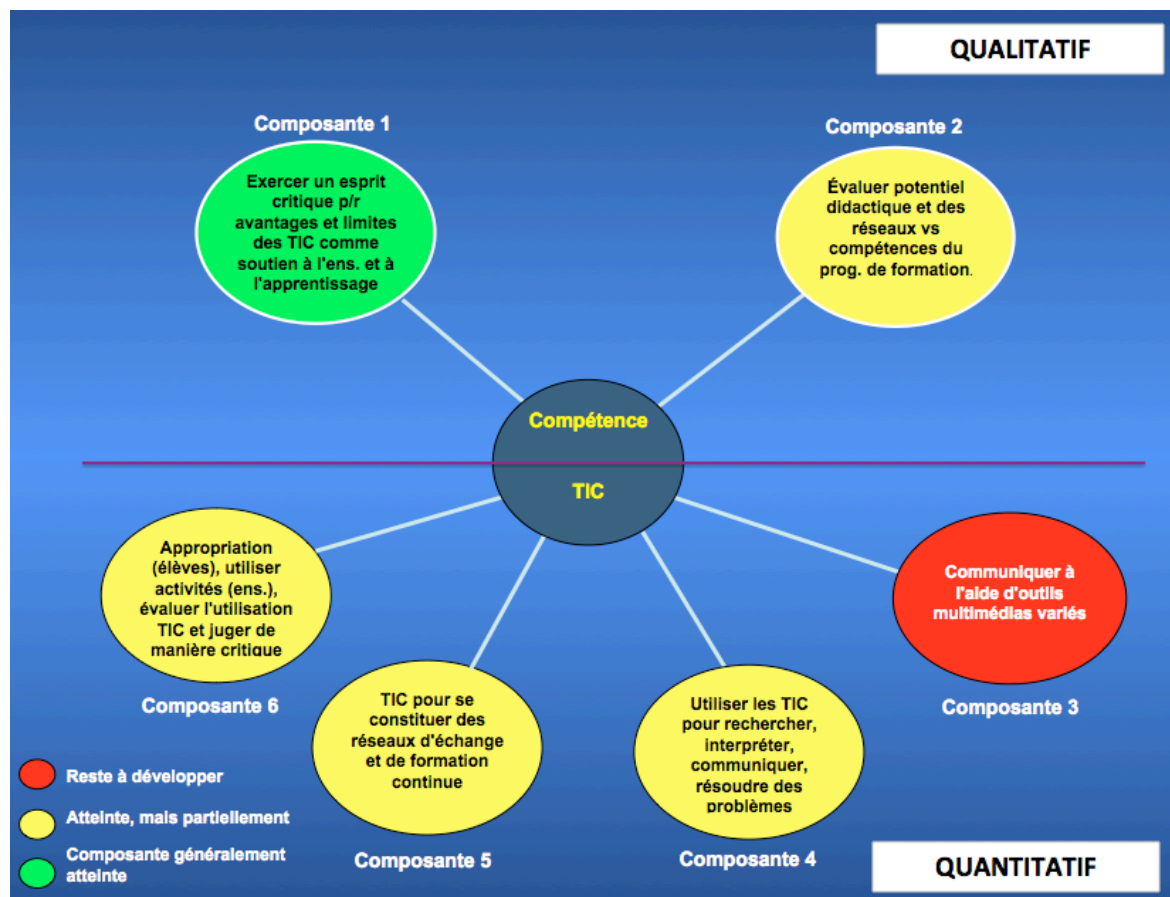 QUALITATIF
Composante 1
Exercer un esprit
critique p/r
avantages et limites
des TIC comme
soutien à l'ens. et à
l'apprentissage
Composante 2
Évaluer potentiel
didactique et des
réseaux vs
compétences du
prog. de formation.
Compétence
TIC
Appropriation
(élèves), utiliser
activités (ens.),
évaluer l'utilisation
TIC et juger de
manière critique
Composante 6
TIC pour se
constituer des
réseaux d'échange
et de formation
continue
Composante 5
Utiliser les TIC
pour rechercher,
interpréter,
communiquer,
résoudre des
problèmes
Composante 4
Communiquer à
l'aide d'outils
multimédias variés
Composante 3
Reste à développer
Atteinte, mais partiellement
Composante généralement
atteinte
QUANTITATIF